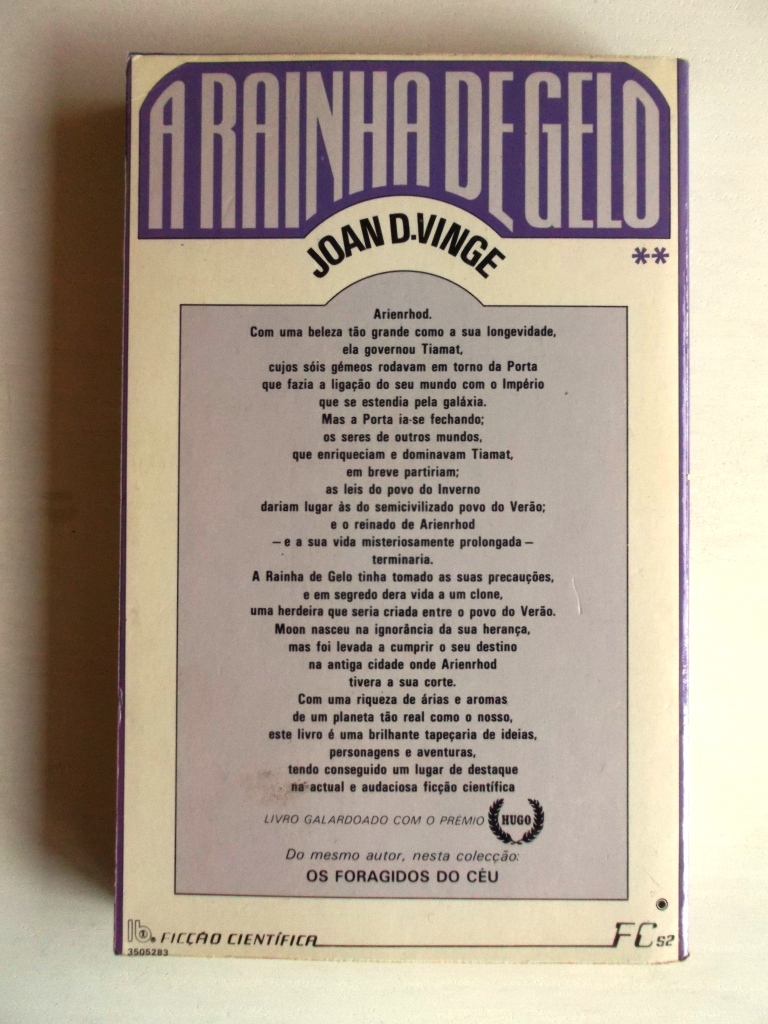 A RAINHA DE GELO
JOAN D. VINGE
**
Arienrhod.
Com uma beleza tão grande como a sua longevidade,
ela governou Tiamat,
cujos sóis gémeos rodavam em torno da Porta
que fazia a ligação do seu mundo com o Império
que se estendia pela galáxia.
Mas a Porta ia-se fechando;
os seres de outros mundos,
que enriqueciam e dominavam Tiamat,
em breve partiriam;
as leis do povo do Inverno
dariam lugar às do semicivilizado povo do Verão;
e o reinado de Arienrhod
— e a sua vida misteriosamente prolongada —
terminaria.
A Rainha de Gelo tinha tomado as suas precauções,
e em segredo dera vida a um clone,
uma herdeira que seria criada entre o povo do Verão.
Moon nasceu na ignorância da sua herança,
mas foi levada a cumprir o seu destino
na antiga cidade onde Arienrhod
tivera a sua corte.
Com uma riqueza de árias e aromas
de um planeta tão real como o nosso,
este livro é uma brilhante tapeçaria de ideias,
personagens e aventuras,
tendo conseguido um lugar de destaque
na actual e audaciosa ficção científica
LIVRO GALARDOADO COM O PRÉMIO HUGO
Do mesmo autor, nesta colecção:
OS FORAGIDOS DO CÉU
FICÇÃO CIENTÍFICA FC 52
3505283